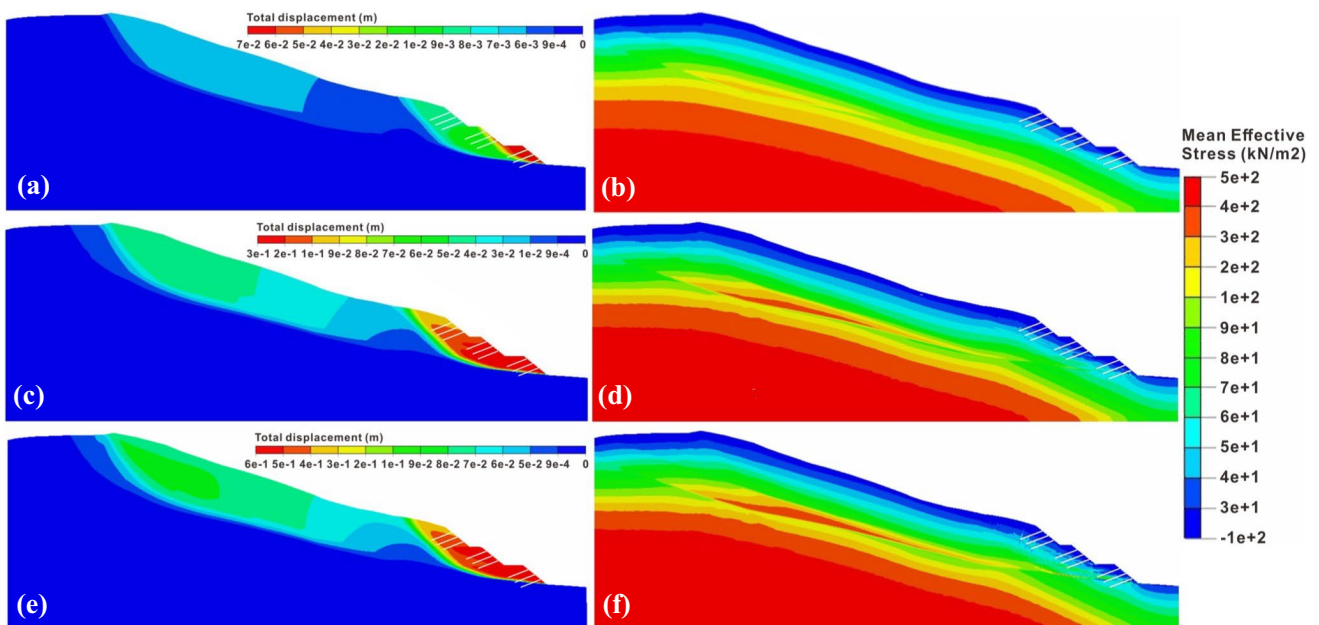 Total displacement (m)
7e-2 6e-2 5e-2 4e-2 3e-2 2e-2 1e-2 9e-3 8e-3 7e-3 6e-3 9e-4 0
(a)
(b)
Mean Effective
Stress (kN/m2)
5e+2
4e+2
3e+2
2e+2
1e+2
9e+1
8e+1
7e+1
6e+1
5e+1
4e+1
3e+1
-1e+2
Total displacement (m)
3e-1 2e-1 1e-1 9e-2 8e-2 7e-2 6e-2 5e-2 4e-2 3e-2 1e-2 9e-4 0
(c)
(d)
Total displacement (m)
6e-1 5e-1 4e-1 3e-1 2e-1 1e-1 9e-2 8e-2 7e-2 5e-2 9e-4 0
(e)
(f)